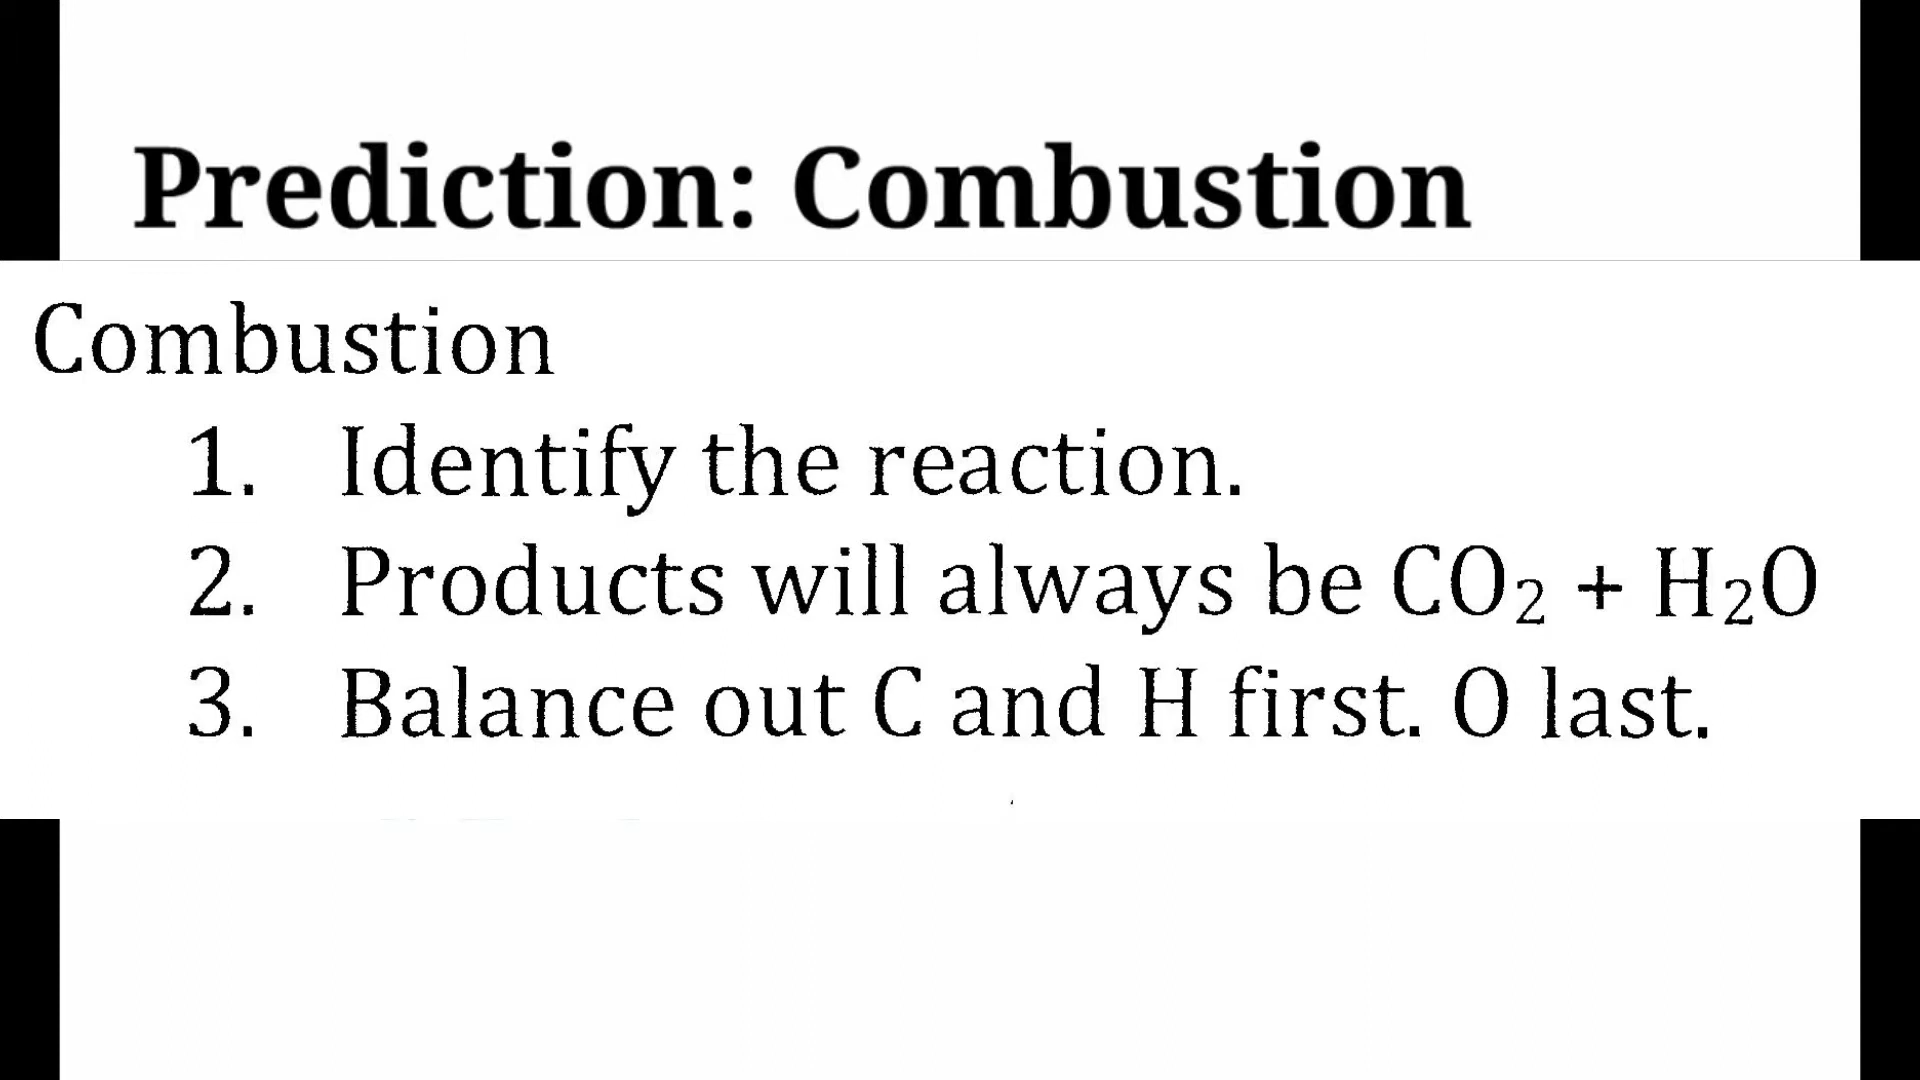 Prediction: Combustion
Combustion
1. Identify the reaction.
2. Products will always be CO₂ + H₂O
3. Balance out C and H first. O last.